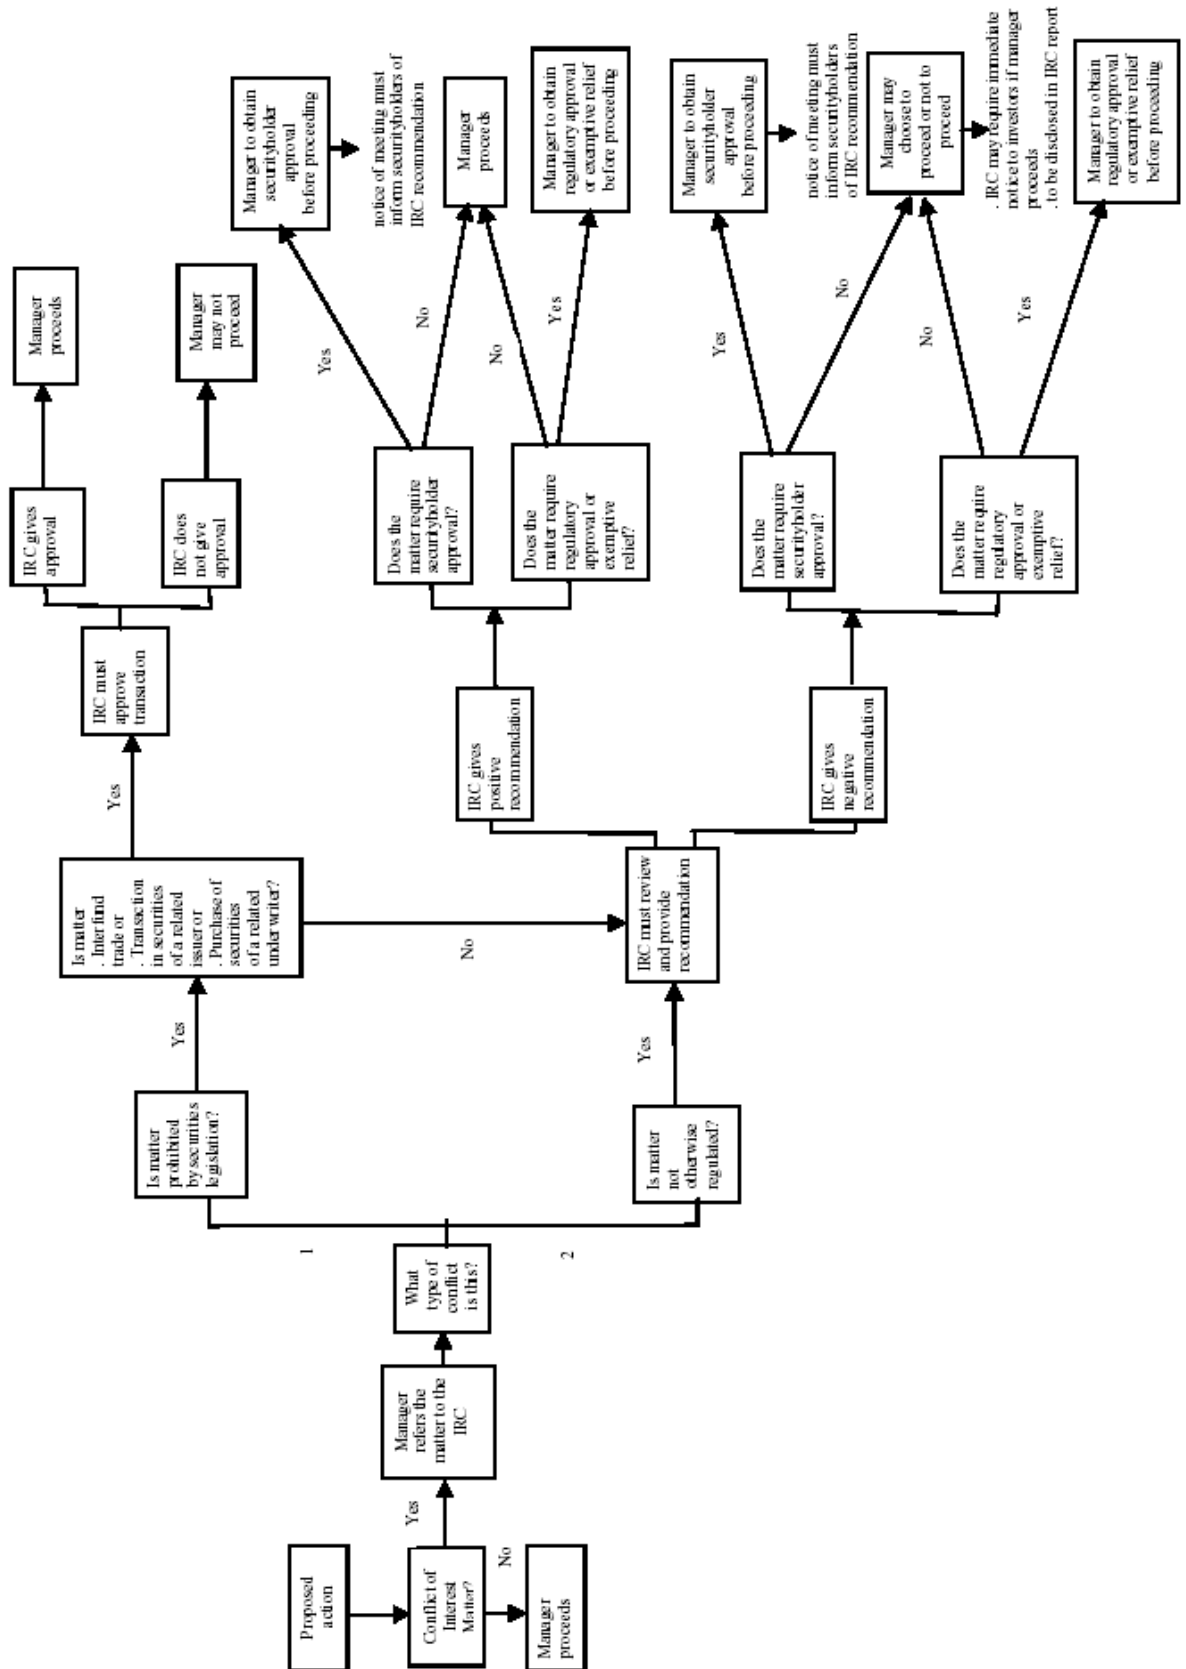 Proposed
action
Conflict of
Interest
Matter?
No
Manager
proceeds
Yes
Manager
refers the
matter to the
IRC
What
type of
conflict
is this?
1
2
Is matter
prohibited
by securities
legislation?
Yes
Is matter
. Interfund
trade or
. Transaction
in securities
of a related
issuer or
. Purchase of
securities
of a related
underwriter?
Yes
No
IRC must
approve
transaction
IRC gives
approval
Manager
proceeds
IRC does
not give
approval
Manager
may not
proceed
Is matter
not
otherwise
regulated?
Yes
IRC must review
and provide
recommendation
IRC gives
positive
recommendation
Does the
matter require
securityholder
approval?
Yes
No
Manager to obtain
securityholder
approval
before proceeding
notice of meeting must
inform securityholders of
IRC recommendation
Manager
proceeds
Does the
matter require
regulatory
approval or
exemptive
relief?
No
Yes
Manager to obtain
regulatory approval
or exemptive relief
before proceeding
IRC gives
negative
recommendation
Does the
matter require
securityholder
approval?
Yes
No
Manager to obtain
securityholder
approval
before proceeding
notice of meeting must
inform securityholders
of IRC recommendation
Manager may
choose to
proceed or not to
proceed
. IRC may require immediate
notice to investors if manager
proceeds
. to be disclosed in IRC report
Does the
matter require
regulatory
approval or
exemptive
relief?
No
Yes
Manager to obtain
regulatory approval
or exemptive relief
before proceeding